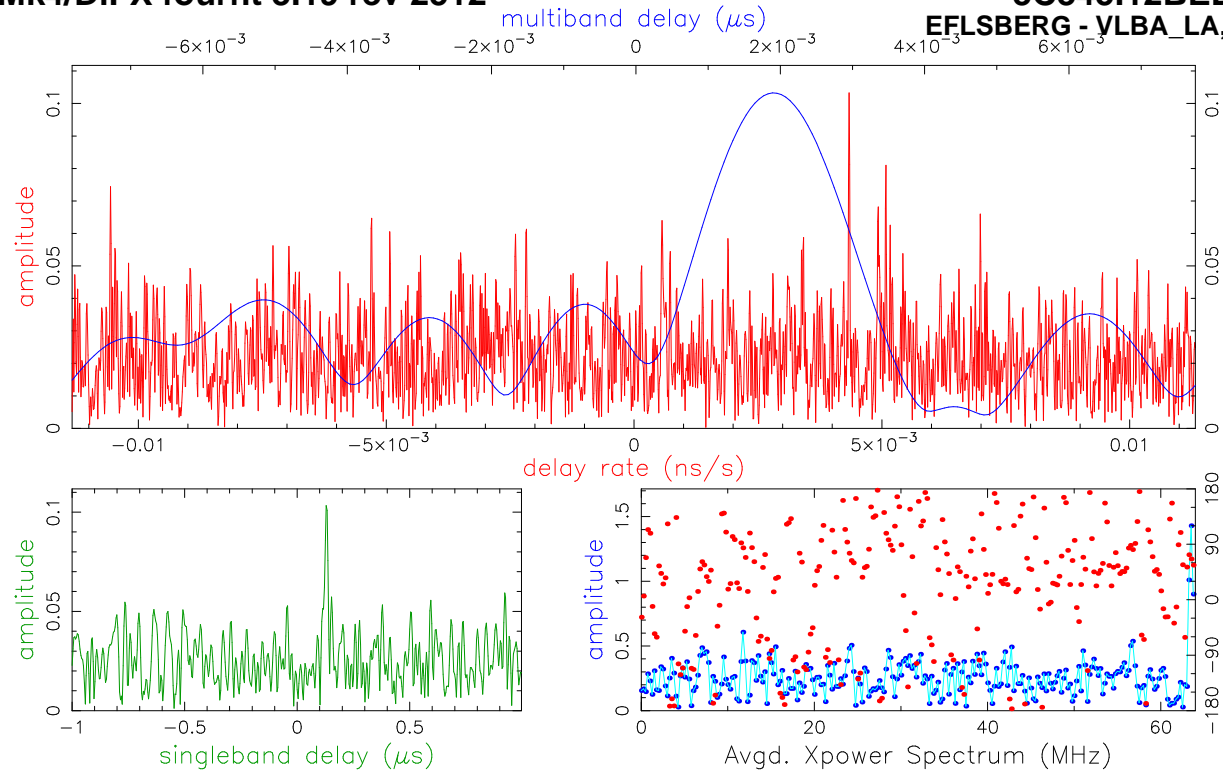 multiband delay (μs)
EFLSBERG - VLBA_LA,
−6×10⁻³ −4×10⁻³ −2×10⁻³ 0 2×10⁻³ 4×10⁻³ 6×10⁻³
amplitude
0 0.05 0.1
0 0.05 0.1
−0.01 −5×10⁻³ 0 5×10⁻³ 0.01
delay rate (ns/s)
amplitude
0 0.05 0.1
−1 −0.5 0 0.5
singleband delay (μs)
amplitude
0 0.5 1 1.5
−180 −90 0 90 180
0 20 40 60
Avgd. Xpower Spectrum (MHz)